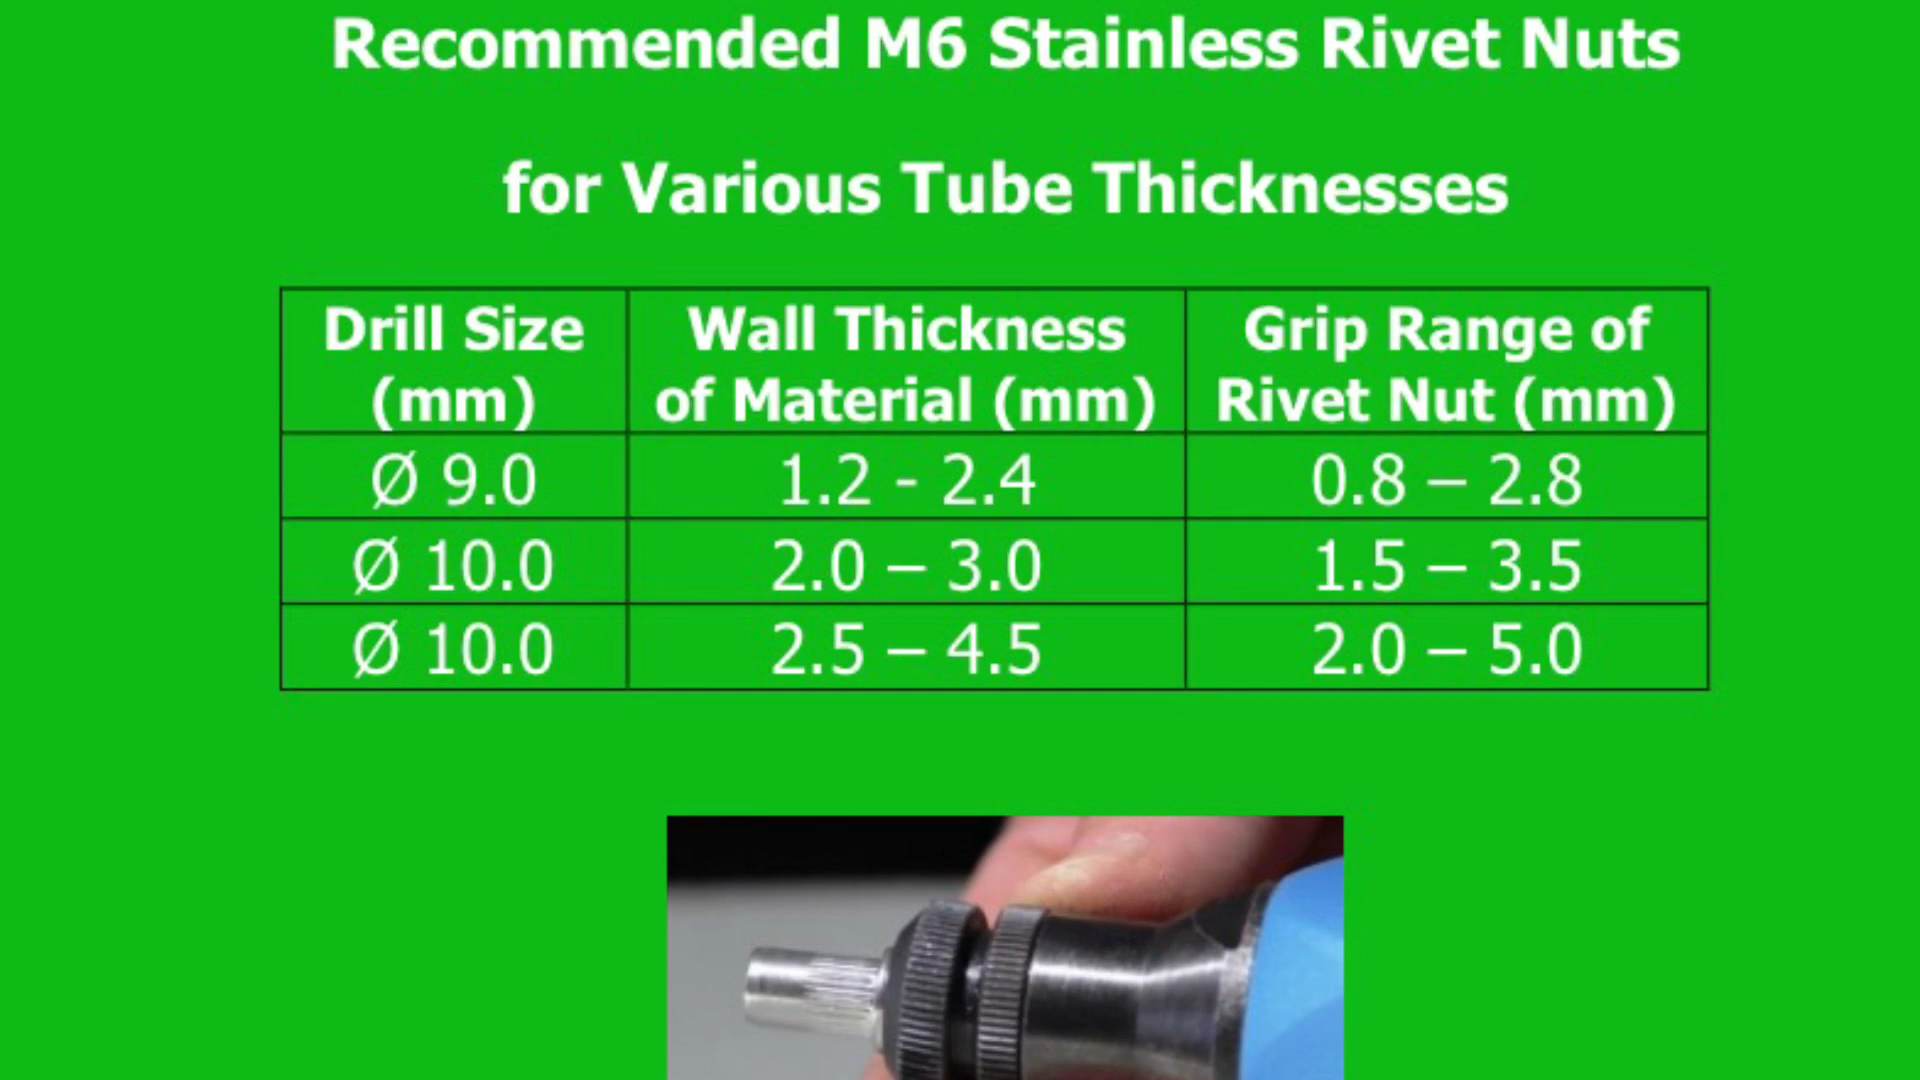 Recommended M6 Stainless Rivet Nuts
for Various Tube Thicknesses
Drill Size (mm) Wall Thickness of Material (mm) Grip Range of Rivet Nut (mm)
Ø 9.0 1.2 - 2.4 0.8 – 2.8
Ø 10.0 2.0 – 3.0 1.5 – 3.5
Ø 10.0 2.5 – 4.5 2.0 – 5.0